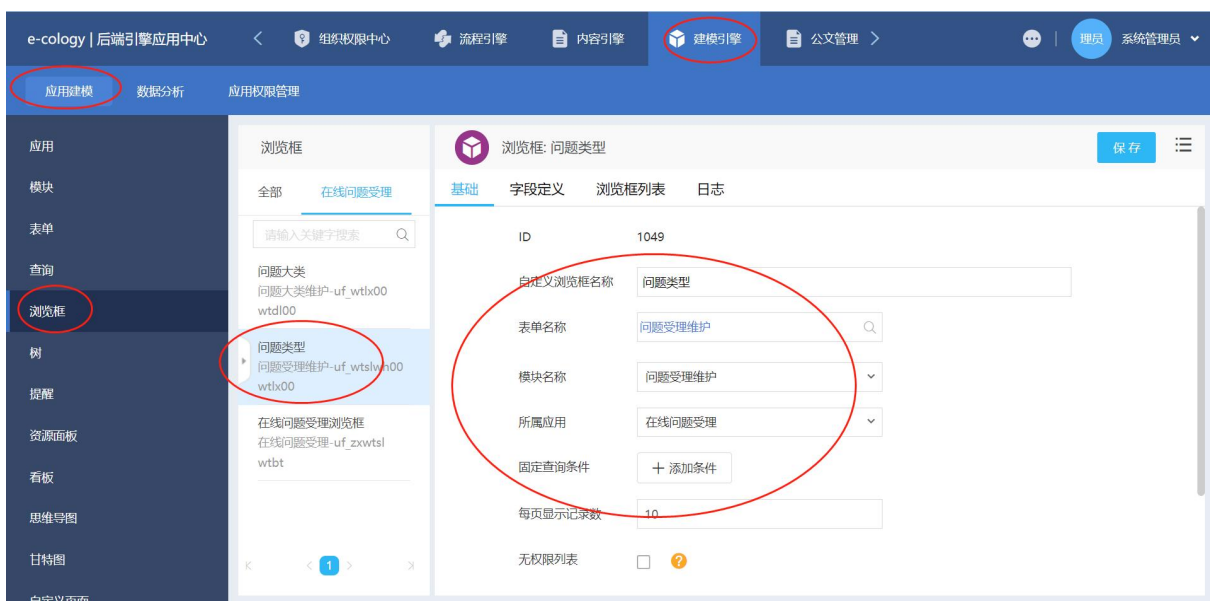 e-cology | 后端引擎应用中心
组织权限中心
流程引擎
内容引擎
建模引擎
公文管理
理员
系统管理员
应用建模
数据分析
应用权限管理
应用
模块
表单
查询
浏览框
树
提醒
资源面板
看板
思维导图
甘特图
自定义页面
浏览框
全部
在线问题受理
请输入关键字搜索
问题大类
问题大类维护-uf_wtlx00
wtdl00
问题类型
问题受理维护-uf_wtslwh00
wtlx00
在线问题受理浏览框
在线问题受理-uf_zxwtsl
wtbt
1
浏览框: 问题类型
保存
基础
字段定义
浏览框列表
日志
ID
1049
自定义浏览框名称
问题类型
表单名称
问题受理维护
模块名称
问题受理维护
所属应用
在线问题受理
固定查询条件
添加条件
每页显示记录数
10
无权限列表